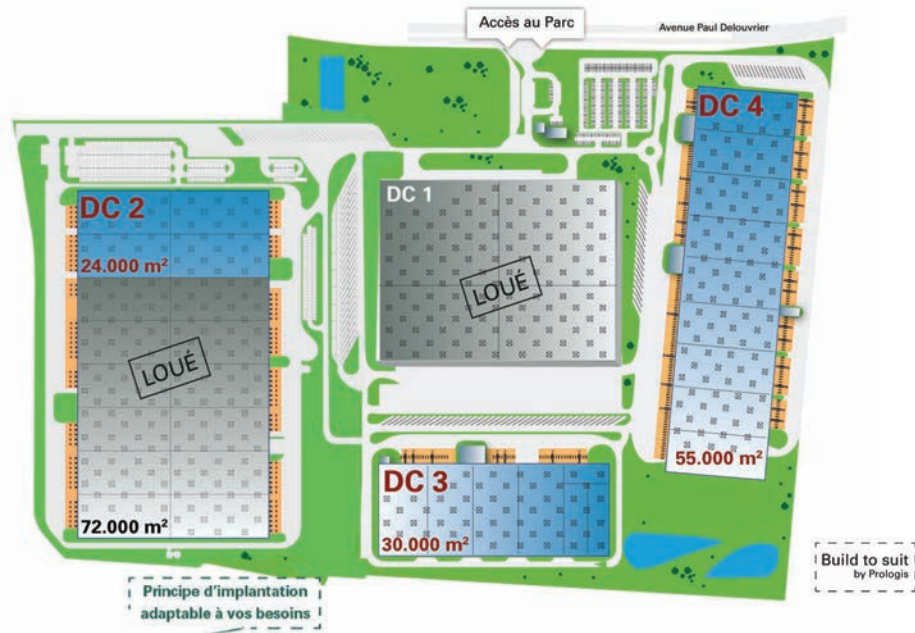 Accès au Parc
Avenue Paul Delouvrier
DC 4
DC 1
DC 2
24.000 m²
LOUÉ
LOUÉ
55.000 m²
DC 3
72.000 m²
30.000 m²
Build to suit
by Prologis
Principe d'implantation
adaptable à vos besoins